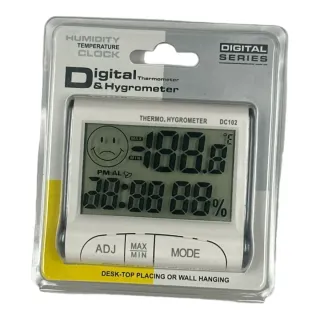 HUMIDITY
TEMPERATURE
CLOCK
DIGITAL
SERIES
Digital Thermometer
& Hygrometer
THERMO. HYGROMETER DC102
-188.8 °C
PM-AL
28:88 88%
ADJ MAX MIN MODE
DESK-TOP PLACING OR WALL HANGING